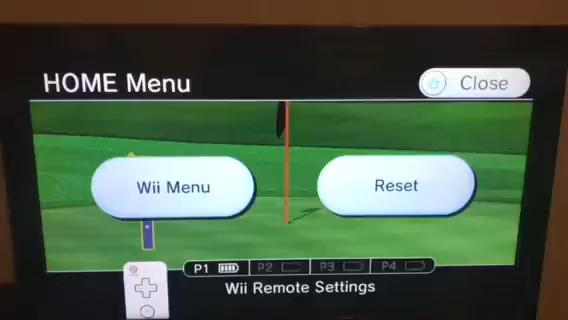 HOME Menu
Close
Wii Menu
Reset
P1 P2 P3 P4
Wii Remote Settings